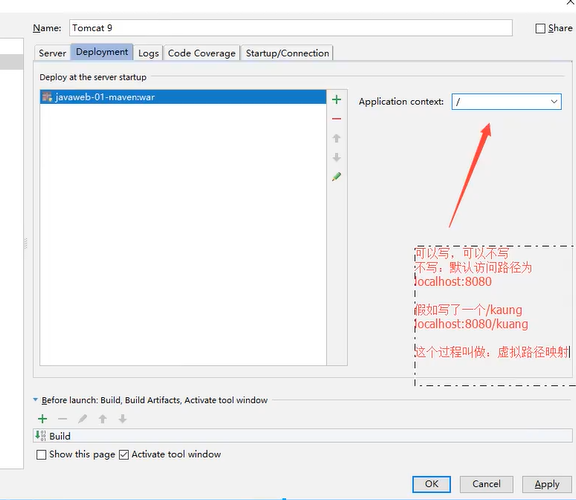 Name:
Tomcat 9
Share
Server
Deployment
Logs
Code Coverage
Startup/Connection
Deploy at the server startup
javaweb-01-maven:war
Application context:
/
可以写，可以不写
不写：默认访问路径为
localhost:8080
假如写了一个/kaung
localhost:8080/kuang
这个过程叫做：虚拟路径映射
Before launch: Build, Build Artifacts, Activate tool window
Build
Show this page
Activate tool window
OK
Cancel
Apply